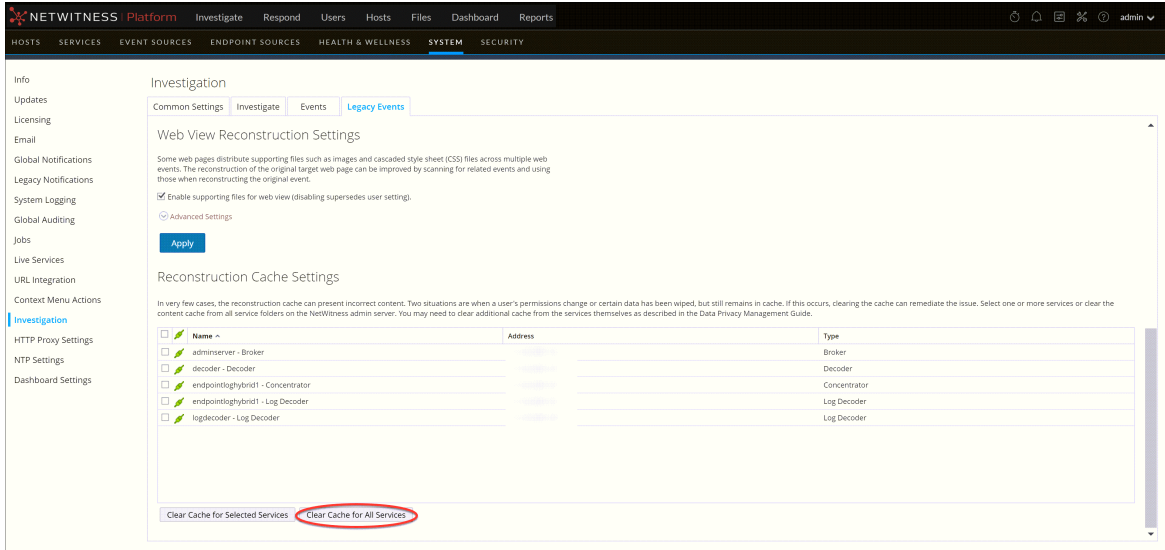 NETWITNESS Platform Investigate Respond Users Hosts Files Dashboard Reports admin
HOSTS SERVICES EVENT SOURCES ENDPOINT SOURCES HEALTH & WELLNESS SYSTEM SECURITY
Info
Updates
Licensing
Email
Global Notifications
Legacy Notifications
System Logging
Global Auditing
Jobs
Live Services
URL Integration
Context Menu Actions
Investigation
HTTP Proxy Settings
NTP Settings
Dashboard Settings
Investigation
Common Settings Investigate Events Legacy Events
Web View Reconstruction Settings
Some web pages distribute supporting files such as images and cascaded style sheet (CSS) files across multiple web
events. The reconstruction of the original target web page can be improved by scanning for related events and using
those when reconstructing the original event.
Enable supporting files for web view (disabling supersedes user setting).
Advanced Settings
Apply
Reconstruction Cache Settings
In very few cases, the reconstruction cache can present incorrect content. Two situations are when a user's permissions change or certain data has been wiped, but still remains in cache. If this occurs, clearing the cache can remediate the issue. Select one or more services or clear the
content cache from all service folders on the NetWitness admin server. You may need to clear additional cache from the services themselves as described in the Data Privacy Management Guide.
Name Address Type
adminserver - Broker Broker
decoder - Decoder Decoder
endpointloghybrid1 - Concentrator Concentrator
endpointloghybrid1 - Log Decoder Log Decoder
logdecoder - Log Decoder Log Decoder
Clear Cache for Selected Services Clear Cache for All Services